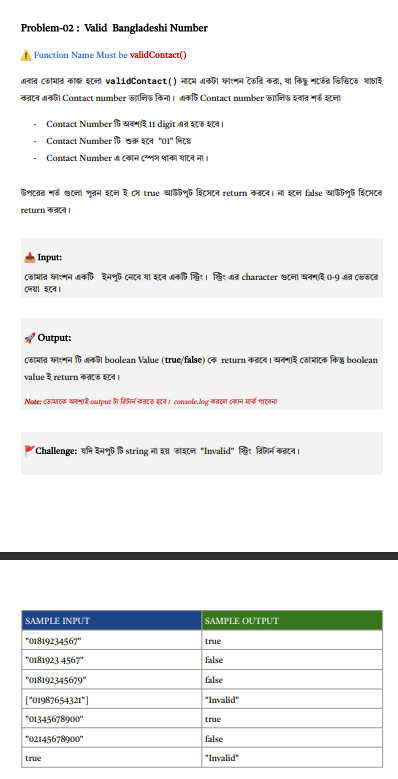 Problem-02 : Valid Bangladeshi Number
⚠️ Function Name Must be validContact()
এবার তোমার কাজ হলো validContact() নামে একটা ফাংশন তৈরি করা, যা কিছু শর্তের ভিত্তিতে যাচাই
করবে একটা Contact number ভ্যালিড কিনা। একটি Contact number ভ্যালিড হবার শর্ত হলো
- Contact Number টি অবশ্যই 11 digit এর হতে হবে।
- Contact Number টি শুরু হবে "01" দিয়ে
- Contact Number এ কোন স্পেস থাকা যাবে না।
উপরের শর্ত গুলো পুরন হলে ই সে true আউটপুট হিসেবে return করবে। না হলে false আউটপুট হিসেবে
return করবে।
📥 Input:
তোমার ফাংশন একটি ইনপুট নেবে যা হবে একটি স্ট্রিং। স্ট্রিং এর character গুলো অবশ্যই 0-9 এর ভেতরে
দেয়া হবে।
🚀 Output:
তোমার ফাংশন টি একটা boolean Value (true/false) কে return করবে। অবশ্যই তোমাকে কিন্তু boolean
value ই return করতে হবে।
Note: তোমাকে অবশ্যই output টা রিটার্ন করতে হবে। console.log করলে কোন মার্ক পাবেনা
🚩Challenge: যদি ইনপুট টি string না হয় তাহলে "Invalid" স্ট্রিং রিটার্ন করবে।
SAMPLE INPUT SAMPLE OUTPUT
"01819234567" true
"0181923 4567" false
"018192345679" false
["01987654321"] "Invalid"
"01345678900" true
"02145678900" false
true "Invalid"